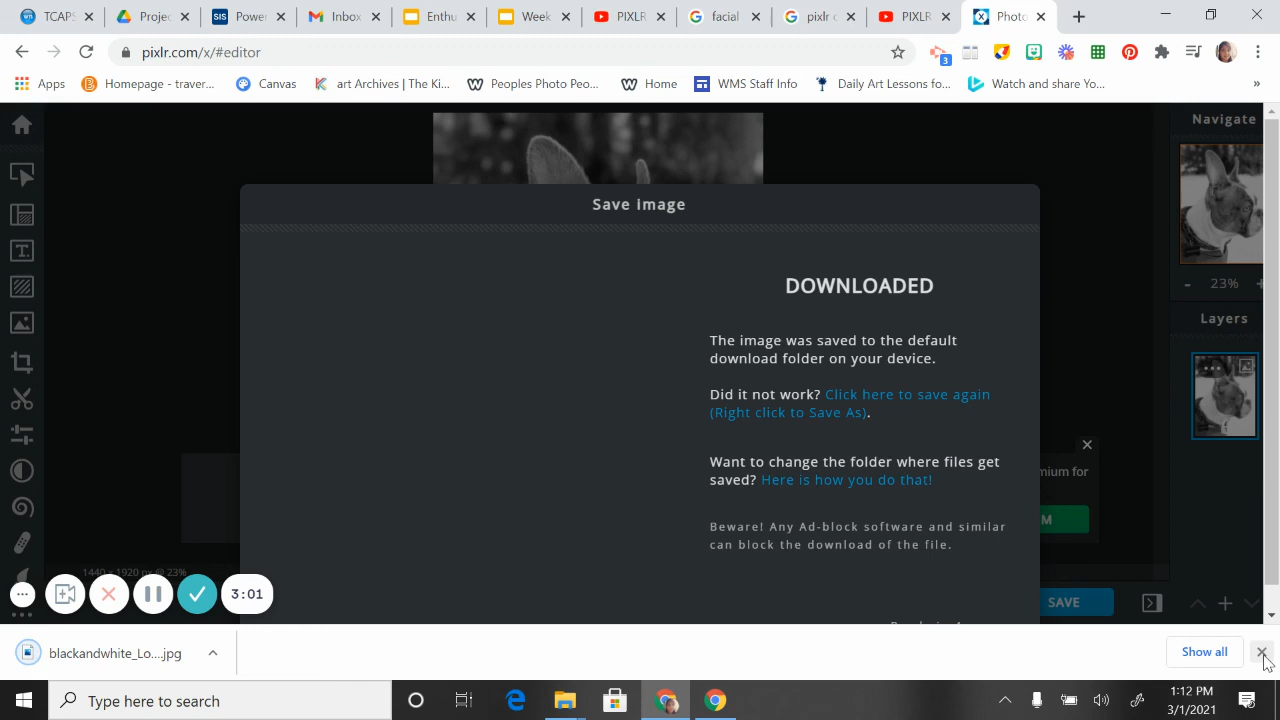 TCAPS
Project
SIS Power
Inbox
Enthu
Week
PIXLR
facial
pixlr c
PIXLR
Photo
pixlr.com/x/#editor
3
Apps
Homepage - traver...
Canvas
art Archives | The Ki...
Peoples Photo Peo...
Home
WMS Staff Info
Daily Art Lessons fo...
Watch and share Yo...
»
Navigate
Save image
DOWNLOADED
- 23% +
Layers
The image was saved to the default
download folder on your device.
Did it not work? Click here to save again
(Right click to Save As).
Want to change the folder where files get
saved? Here is how you do that!
mium for
M
Beware! Any Ad-block software and similar
can block the download of the file.
1440 x 1920 px @ 23%
3:01
SAVE
blackandwhite_Lo....jpg
Show all
Type here to search
1:12 PM
3/1/2021